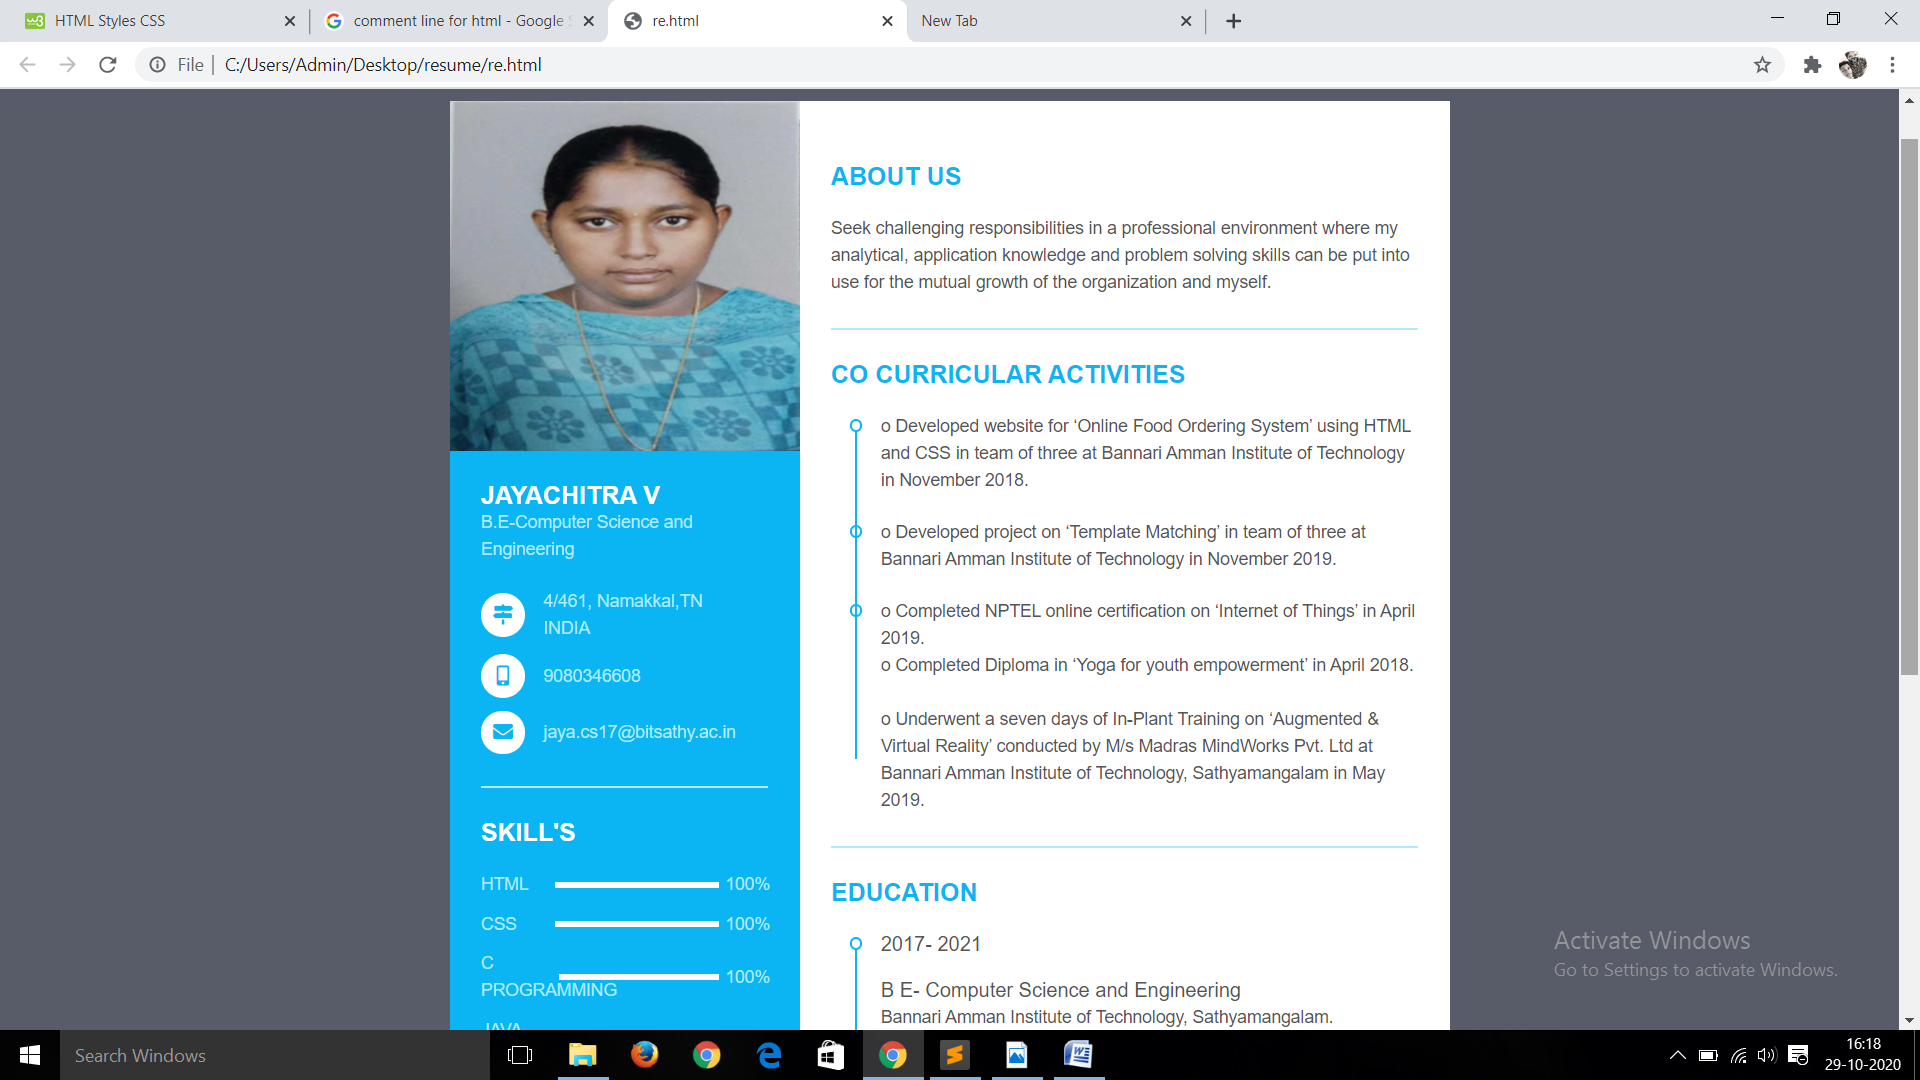 HTML Styles CSS
comment line for html - Google
re.html
New Tab
File
C:/Users/Admin/Desktop/resume/re.html
JAYACHITRA V
B.E-Computer Science and
Engineering
4/461, Namakkal,TN
INDIA
9080346608
jaya.cs17@bitsathy.ac.in
SKILL'S
HTML 100%
CSS 100%
C
PROGRAMMING 100%
JAVA
ABOUT US
Seek challenging responsibilities in a professional environment where my
analytical, application knowledge and problem solving skills can be put into
use for the mutual growth of the organization and myself.
CO CURRICULAR ACTIVITIES
o Developed website for ‘Online Food Ordering System’ using HTML
and CSS in team of three at Bannari Amman Institute of Technology
in November 2018.
o Developed project on ‘Template Matching’ in team of three at
Bannari Amman Institute of Technology in November 2019.
o Completed NPTEL online certification on ‘Internet of Things’ in April
2019.
o Completed Diploma in ‘Yoga for youth empowerment’ in April 2018.
o Underwent a seven days of In-Plant Training on ‘Augmented &
Virtual Reality’ conducted by M/s Madras MindWorks Pvt. Ltd at
Bannari Amman Institute of Technology, Sathyamangalam in May
2019.
EDUCATION
2017- 2021
B E- Computer Science and Engineering
Bannari Amman Institute of Technology, Sathyamangalam.
Activate Windows
Go to Settings to activate Windows.
Search Windows
16:18
29-10-2020